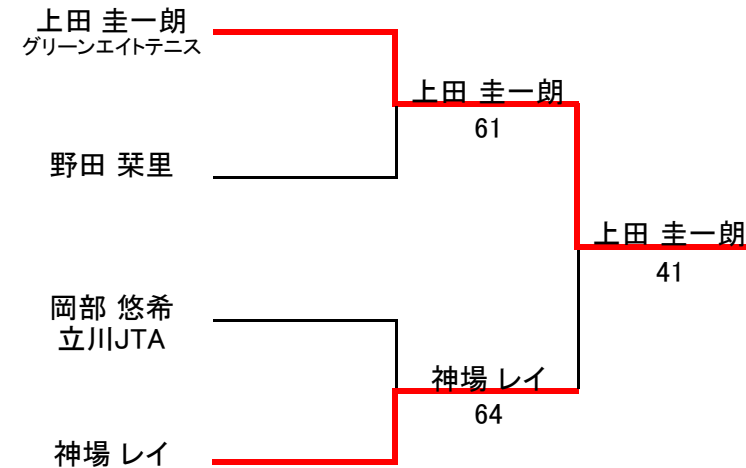 上田 圭一朗
グリーンエイトテニス
野田 栞里
岡部 悠希
立川JTA
神場 レイ
上田 圭一朗
61
神場 レイ
64
上田 圭一朗
41